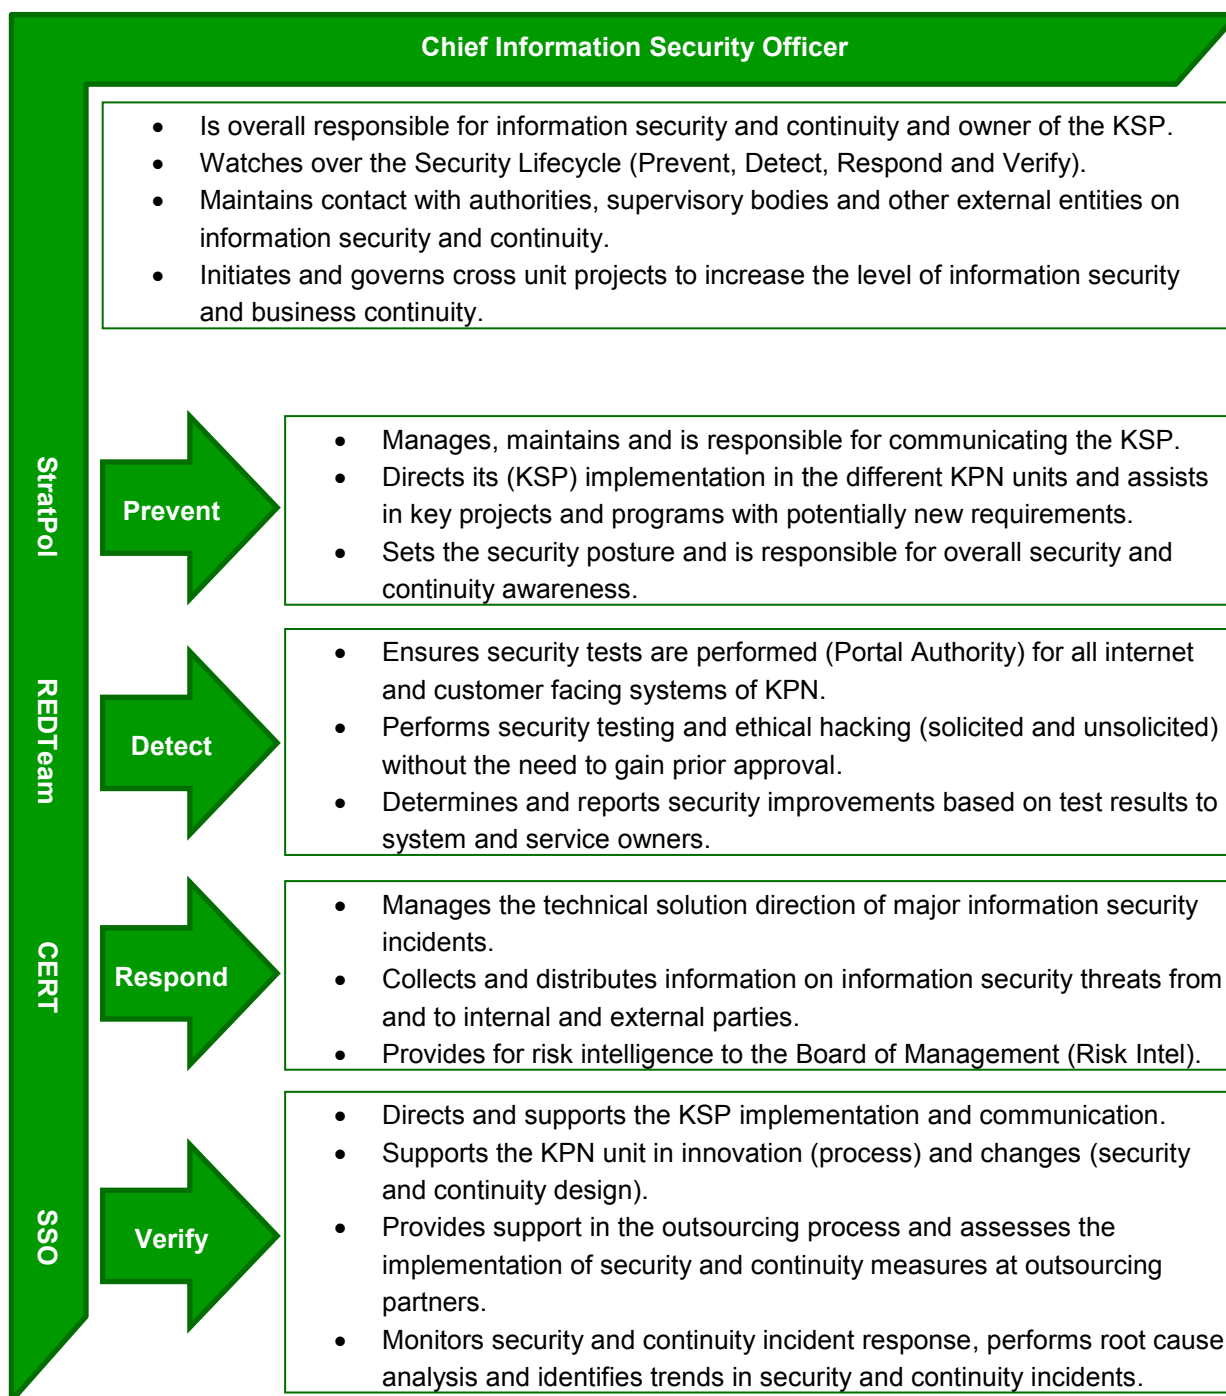 Chief Information Security Officer
• Is overall responsible for information security and continuity and owner of the KSP.
• Watches over the Security Lifecycle (Prevent, Detect, Respond and Verify).
• Maintains contact with authorities, supervisory bodies and other external entities on
information security and continuity.
• Initiates and governs cross unit projects to increase the level of information security
and business continuity.
StratPol
Prevent
• Manages, maintains and is responsible for communicating the KSP.
• Directs its (KSP) implementation in the different KPN units and assists
in key projects and programs with potentially new requirements.
• Sets the security posture and is responsible for overall security and
continuity awareness.
REDTeam
Detect
• Ensures security tests are performed (Portal Authority) for all internet
and customer facing systems of KPN.
• Performs security testing and ethical hacking (solicited and unsolicited)
without the need to gain prior approval.
• Determines and reports security improvements based on test results to
system and service owners.
CERT
Respond
• Manages the technical solution direction of major information security
incidents.
• Collects and distributes information on information security threats from
and to internal and external parties.
• Provides for risk intelligence to the Board of Management (Risk Intel).
SSO
Verify
• Directs and supports the KSP implementation and communication.
• Supports the KPN unit in innovation (process) and changes (security
and continuity design).
• Provides support in the outsourcing process and assesses the
implementation of security and continuity measures at outsourcing
partners.
• Monitors security and continuity incident response, performs root cause
analysis and identifies trends in security and continuity incidents.